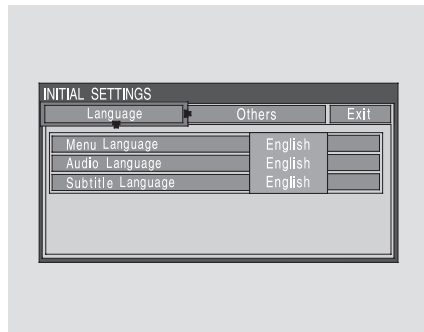 INITIAL SETTINGS
Language Others Exit
Menu Language English
Audio Language English
Subtitle Language English